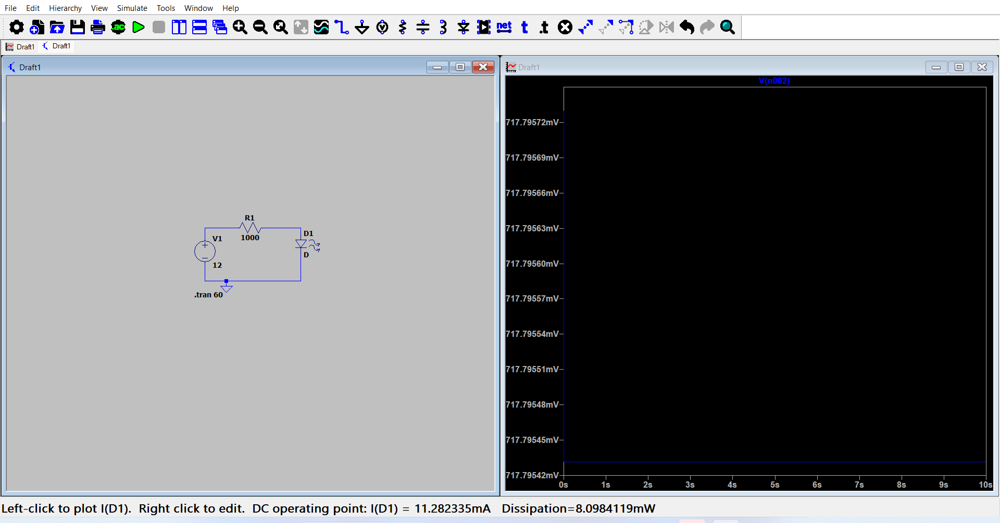 File Edit Hierarchy View Simulate Tools Window Help
ac net t .t
Draft1 Draft1
Draft1
R1
1000
V1
12
D1
D
.tran 60
Draft1
V(n002)
717.79572mV
717.79569mV
717.79566mV
717.79563mV
717.79560mV
717.79557mV
717.79554mV
717.79551mV
717.79548mV
717.79545mV
717.79542mV
0s 1s 2s 3s 4s 5s 6s 7s 8s 9s 10s
Left-click to plot I(D1). Right click to edit. DC operating point: I(D1) = 11.282335mA Dissipation=8.0984119mW